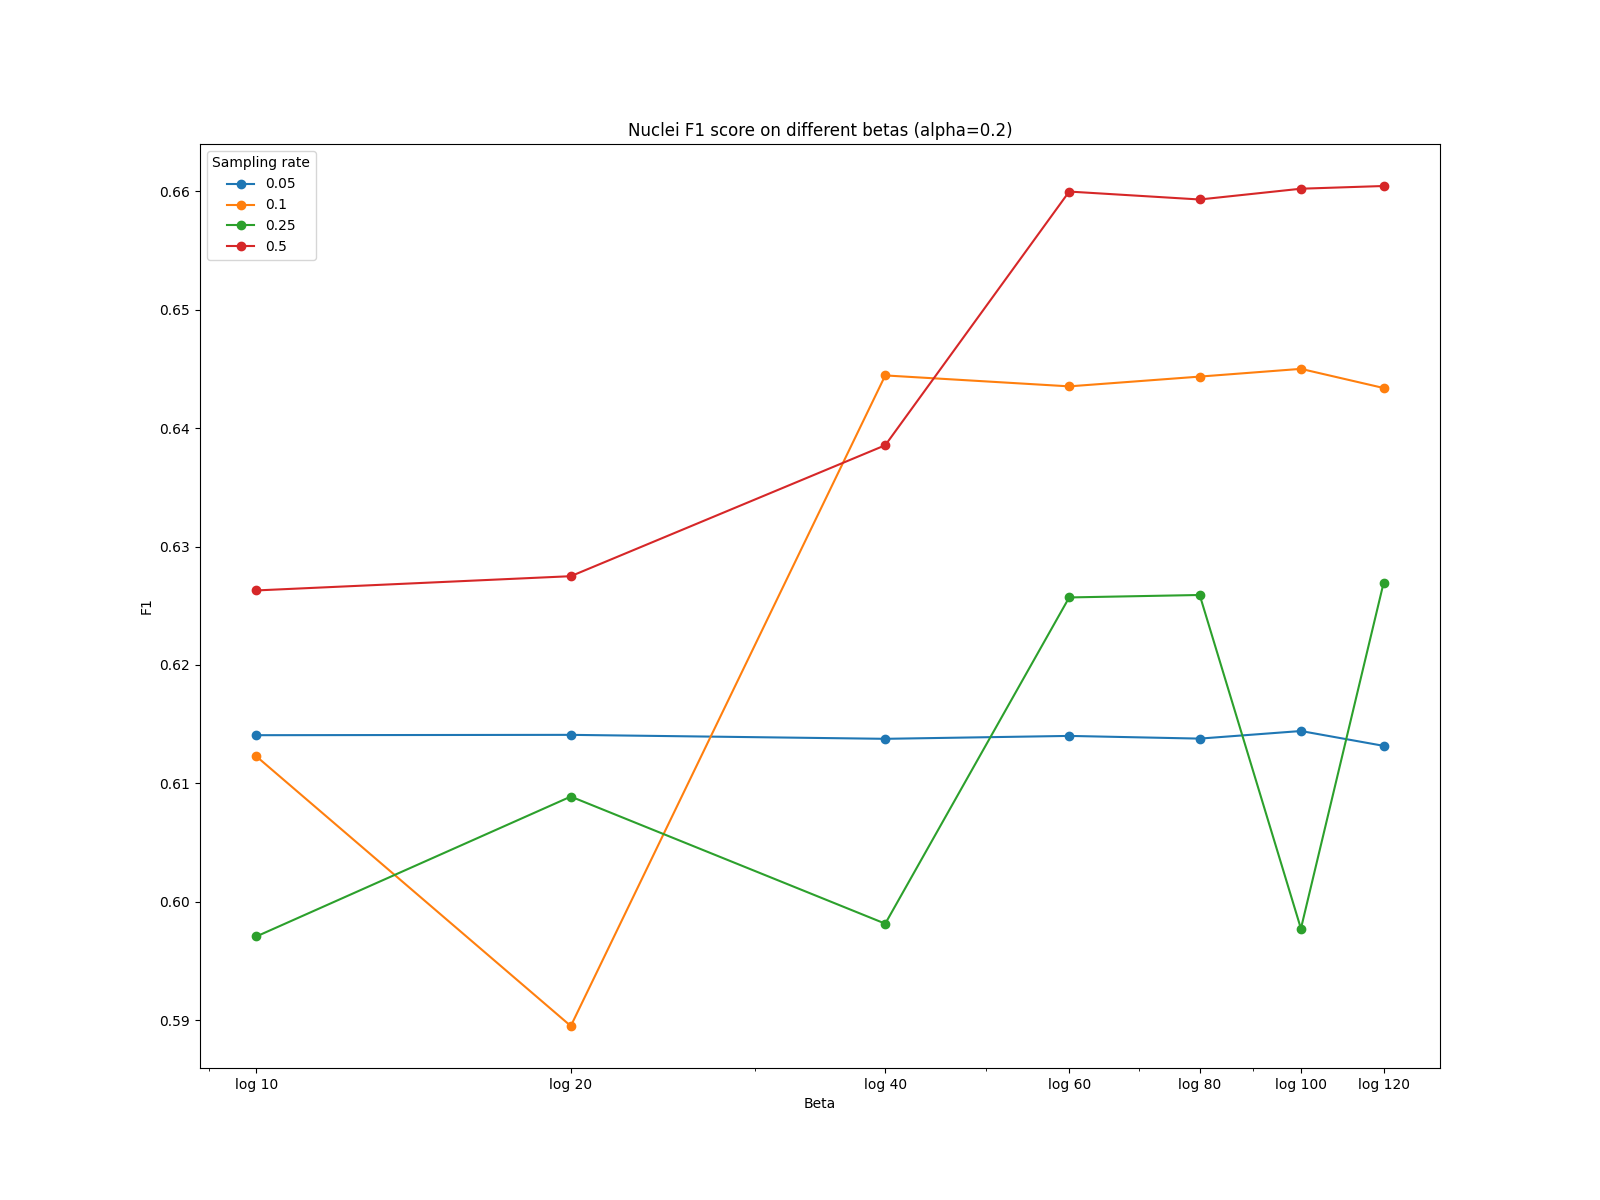 Nuclei F1 score on different betas (alpha=0.2)
Sampling rate
0.05
0.1
0.25
0.5
0.66
0.65
0.64
0.63
0.62
0.61
0.60
0.59
F1
log 10 log 20 log 40 log 60 log 80 log 100 log 120
Beta